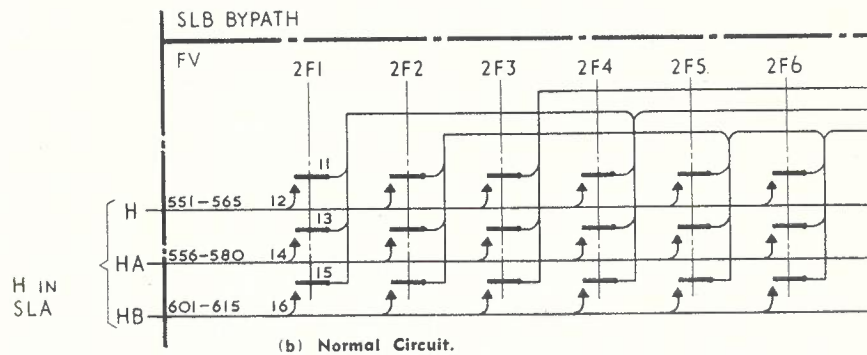 SLB BYPATH
FV
2F1 2F2 2F3 2F4 2F5 2F6
11
H 551-565 12
13
HA 556-580 14
15
H IN
SLA
HB 601-615 16
(b) Normal Circuit.